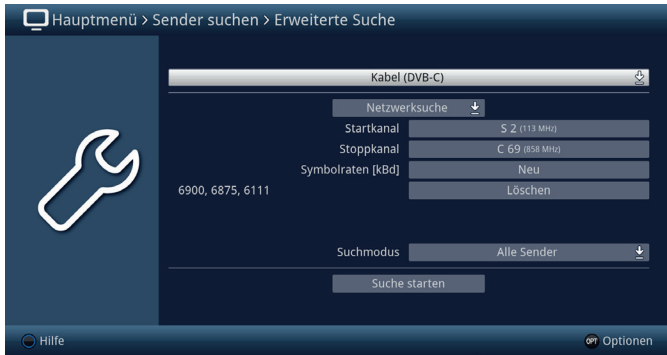 Hauptmenü > Sender suchen > Erweiterte Suche
Kabel (DVB-C)
Netzwerksuche
Startkanal S 2 (113 MHz)
Stoppkanal C 69 (858 MHz)
Symbolraten [kBd] Neu
6900, 6875, 6111 Löschen
Suchmodus Alle Sender
Suche starten
Hilfe OPT Optionen